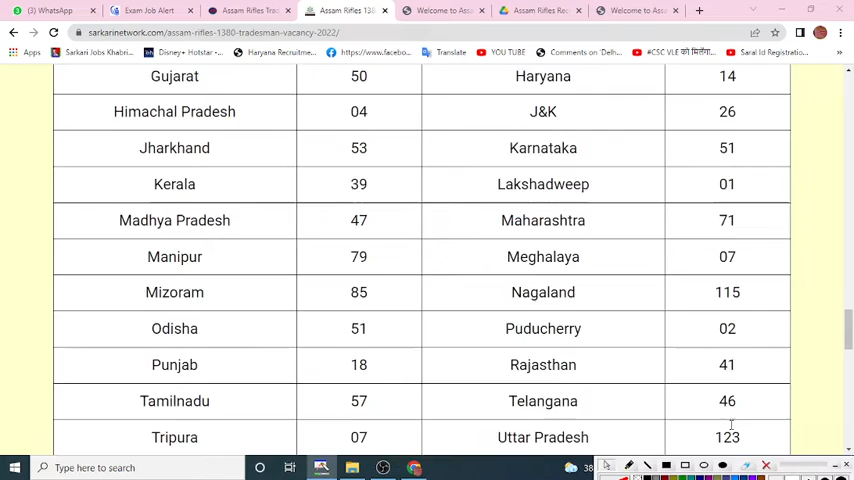 (3) WhatsApp
Exam Job Alert
Assam Rifles Tra
Assam Rifles 138
Welcome to Assa
Assam Rifles Rec
Welcome to Assa
sarkarinetwork.com/assam-rifles-1380-tradesman-vacancy-2022/
Apps
Sarkari Jobs Khabri...
Disney+ Hotstar -...
Haryana Recruitme...
https://www.facebo...
Translate
YOU TUBE
Comments on 'Delh...
#CSC VLE को मिलेंगा...
Saral Id Registratio...
Gujarat 50 Haryana 14
Himachal Pradesh 04 J&K 26
Jharkhand 53 Karnataka 51
Kerala 39 Lakshadweep 01
Madhya Pradesh 47 Maharashtra 71
Manipur 79 Meghalaya 07
Mizoram 85 Nagaland 115
Odisha 51 Puducherry 02
Punjab 18 Rajasthan 41
Tamilnadu 57 Telangana 46
Tripura 07 Uttar Pradesh 123
Type here to search
38